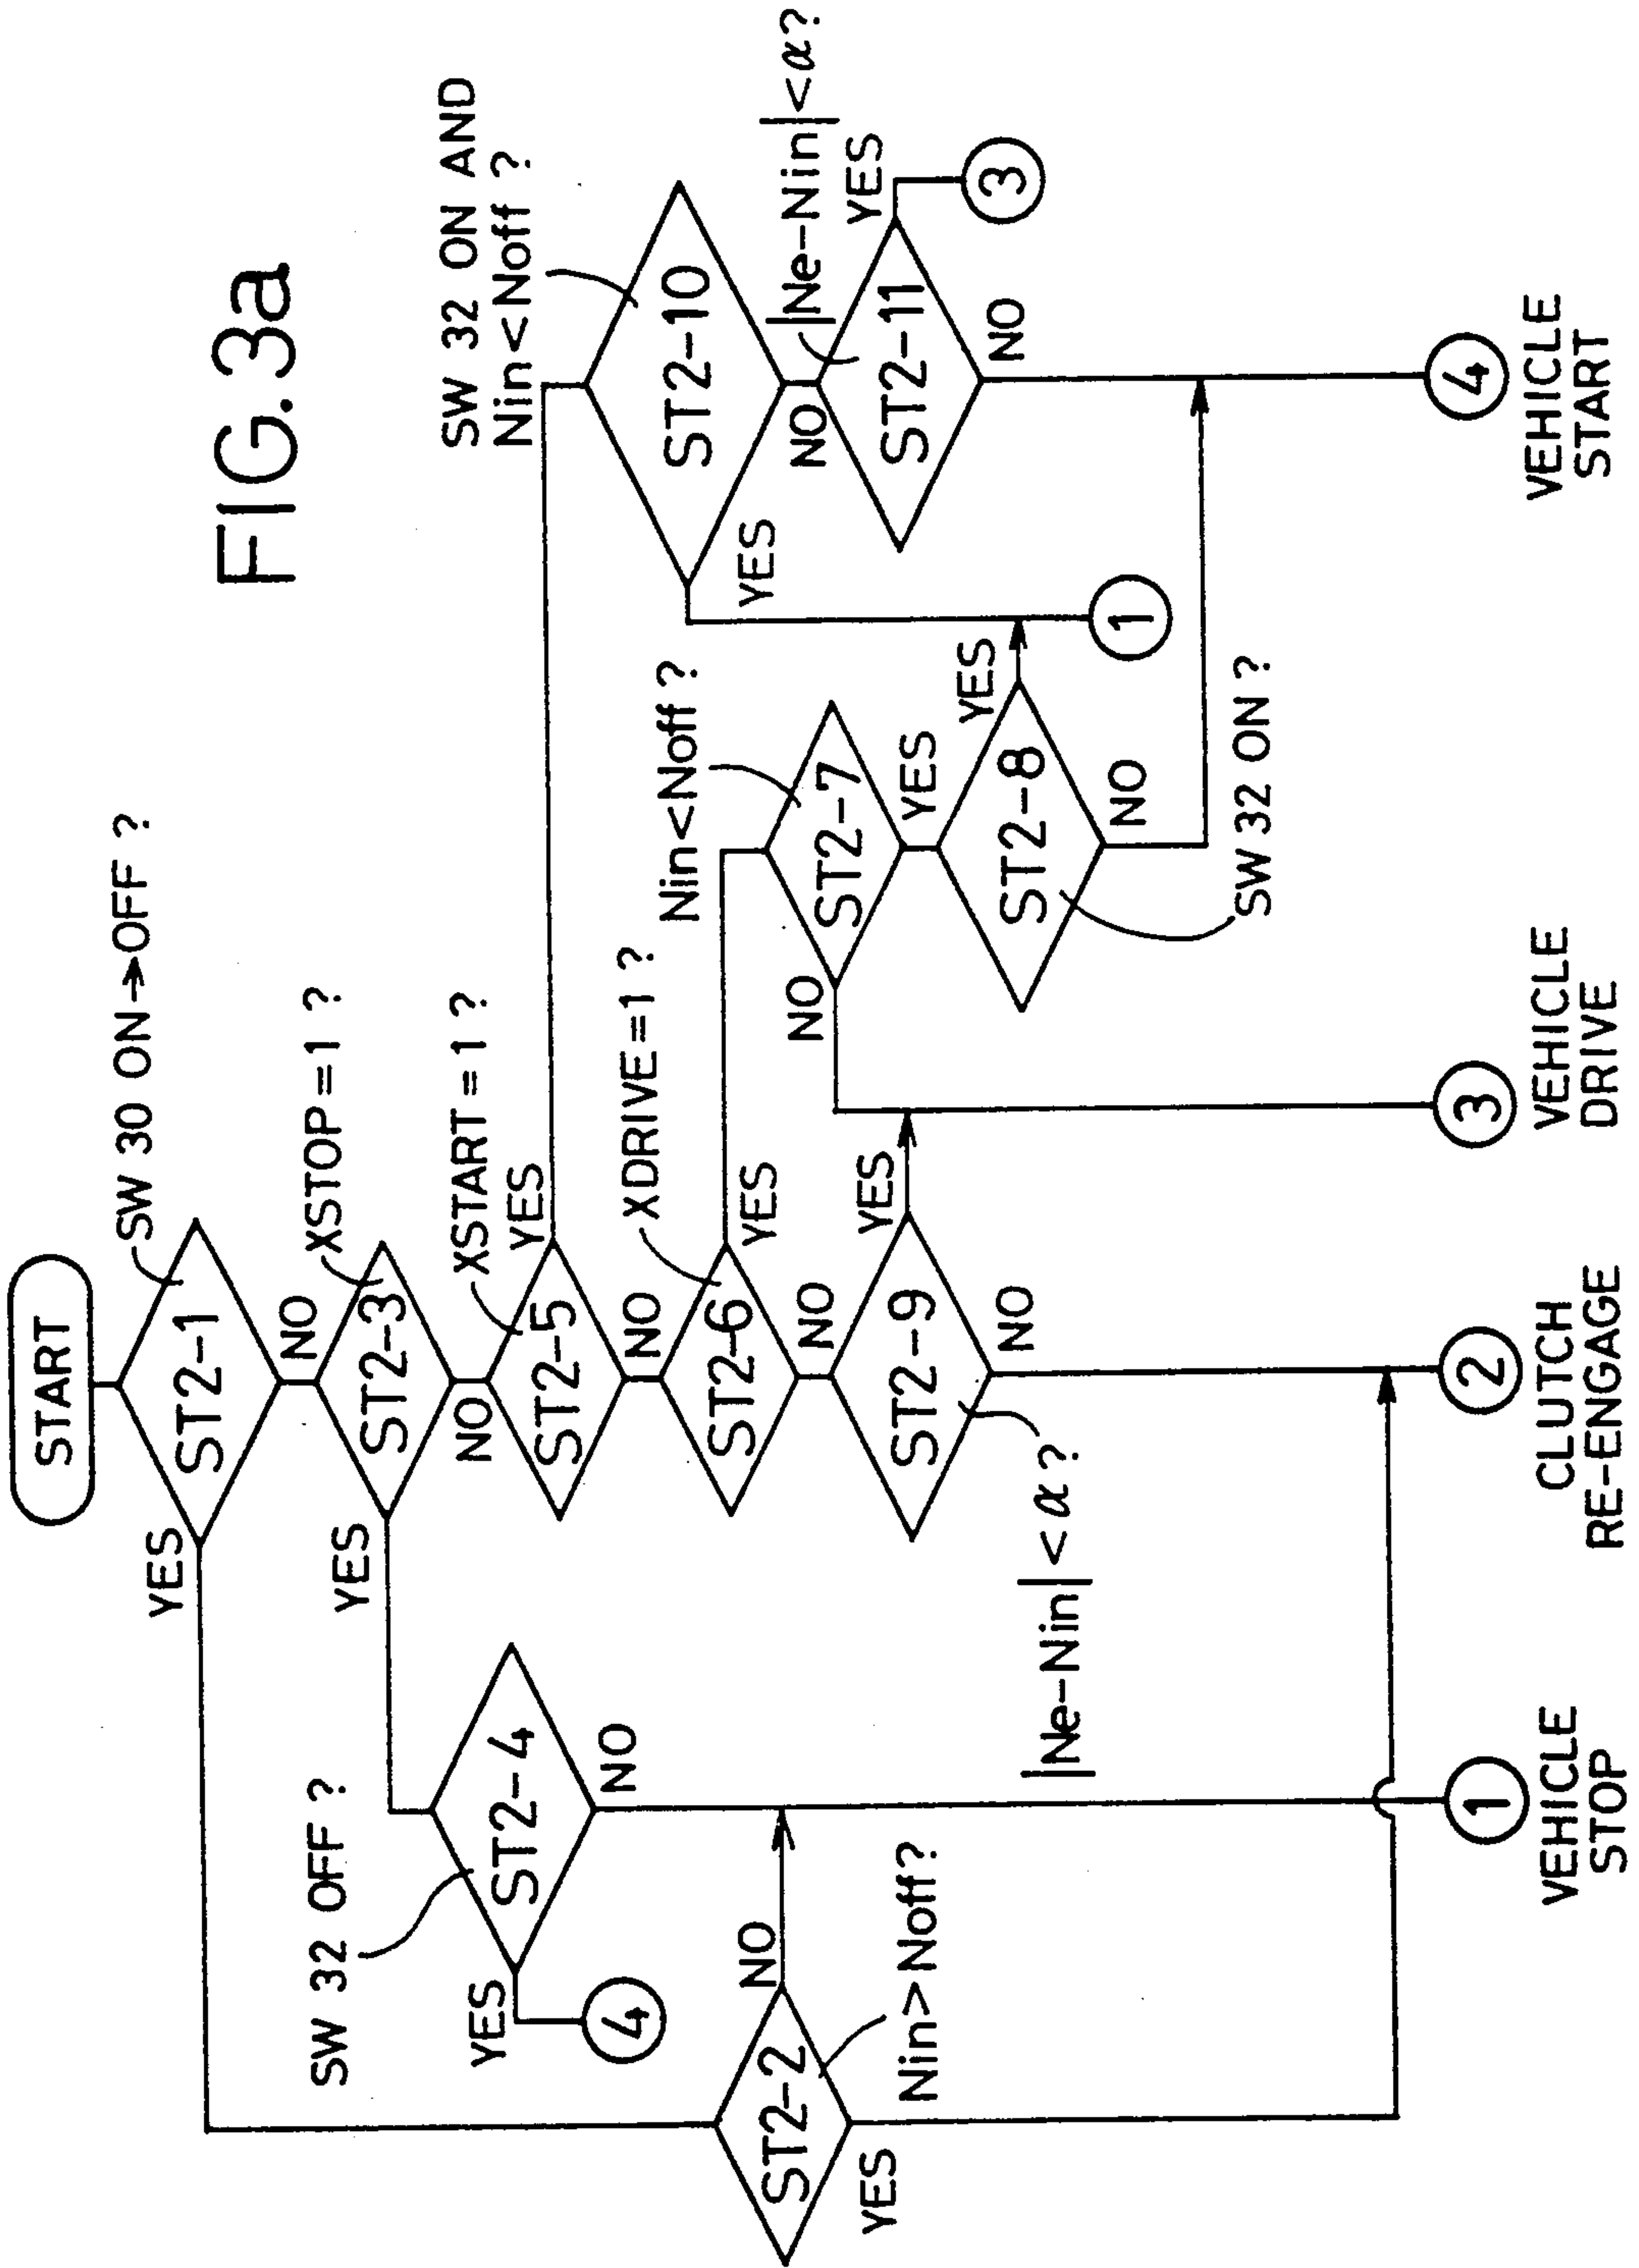 FIG.3a
START
SW 30 ON→OFF ?
ST2-1
YES
NO
XSTOP=1 ?
ST2-3
YES
NO
SW 32 OFF ?
ST2-4
YES
NO
4
XSTART=1 ?
ST2-5
YES
NO
SW 32 ON AND
Nin<Noff ?
ST2-10
YES
NO
|Ne-Nin|<α?
ST2-11
YES
NO
3
XDRIVE=1 ?
ST2-6
YES
NO
Nin<Noff ?
ST2-7
NO
YES
ST2-8
YES
NO
SW 32 ON ?
1
ST2-2
NO
YES
Nin>Noff?
ST2-9
YES
NO
|Ne-Nin|<α?
1
VEHICLE
STOP
2
CLUTCH
RE-ENGAGE
3
VEHICLE
DRIVE
4
VEHICLE
START